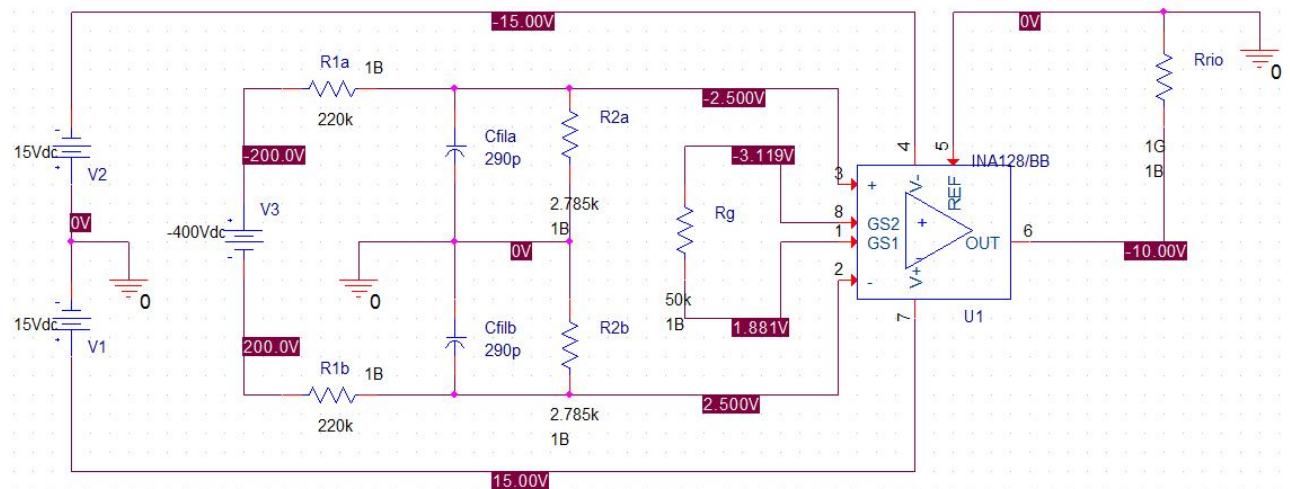 -15.00V
0V
R1a
1B
220k
-2.500V
R2a
Cfila
290p
2.785k
1B
15Vdc
V2
-200.0V
-400Vdc
V3
0V
0
0V
0
15Vdc
V1
200.0V
R1b
1B
220k
Cfilb
290p
R2b
2.785k
1B
2.500V
15.00V
-3.119V
Rg
50k
1B
1.881V
3
8
1
2
4
5
6
7
+
GS2
GS1
-
V-
REF
V+
+
-
OUT
INA128/BB
U1
-10.00V
Rrio
1G
1B
0